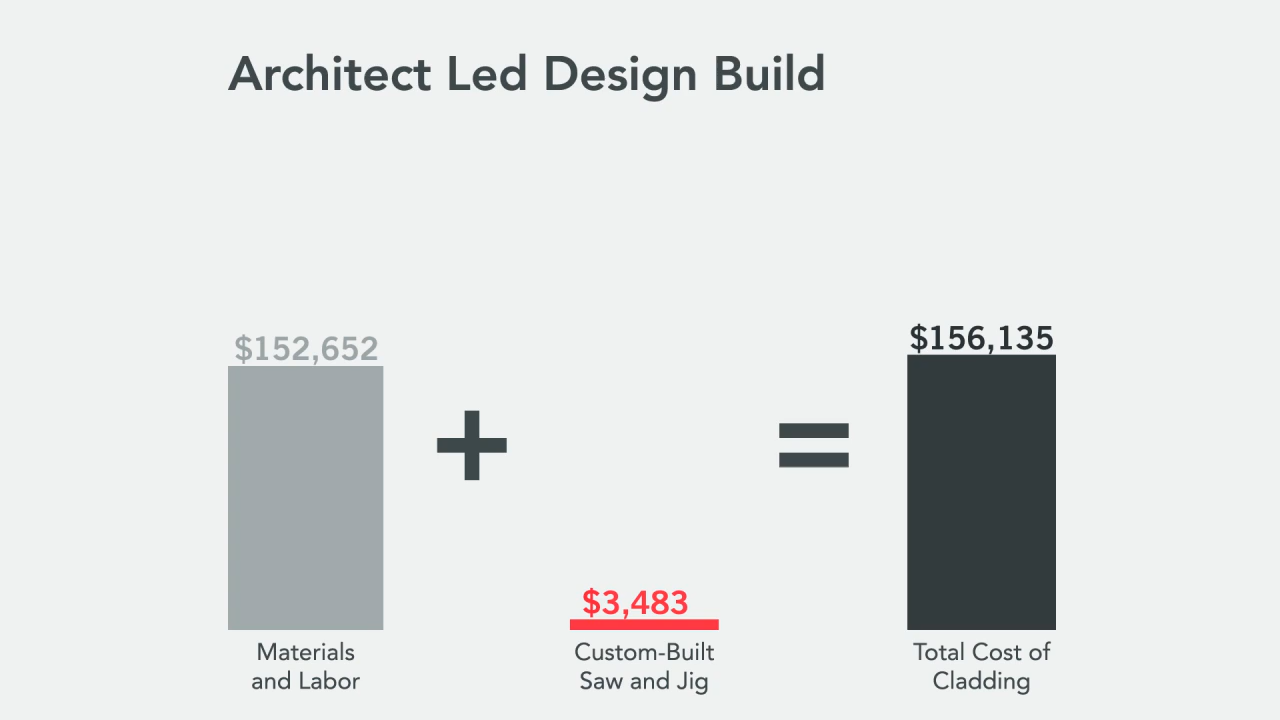 Architect Led Design Build
$152,652
+
$3,483
=
$156,135
Materials
and Labor
Custom-Built
Saw and Jig
Total Cost of
Cladding